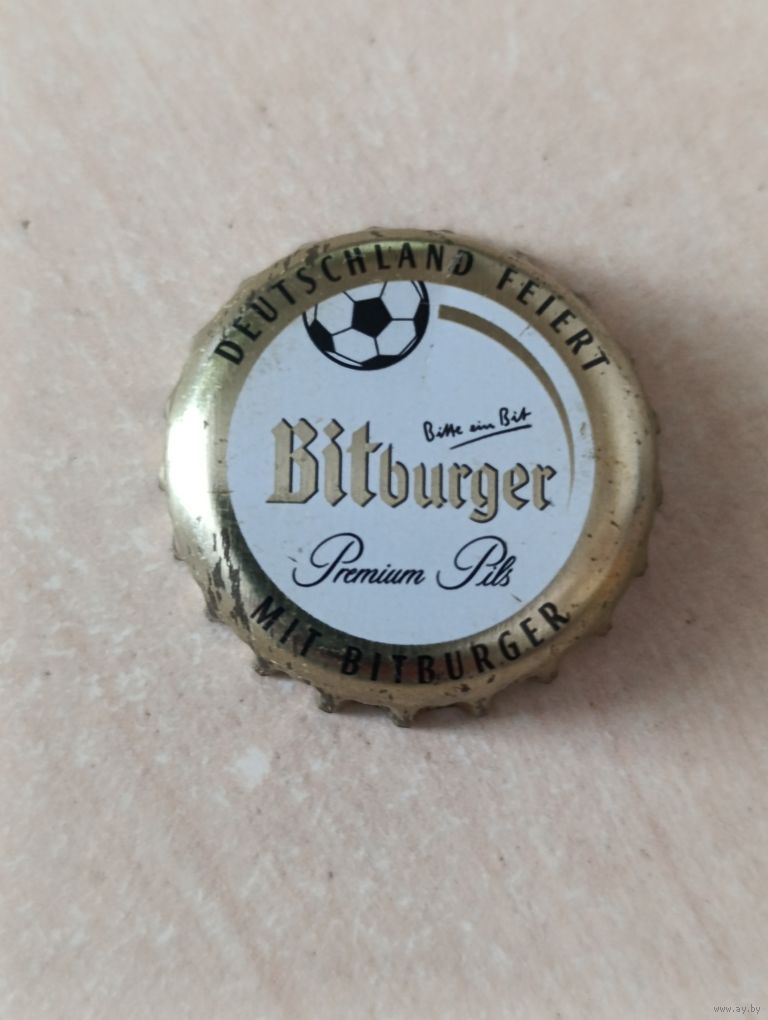 DEUTSCHLAND FEIERT
Bitte ein Bit
Bitburger
Premium Pils
MIT BITBURGER
www.ay.by